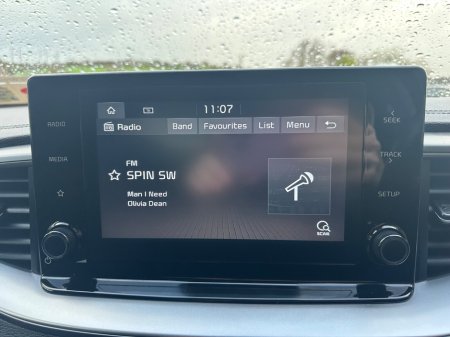 11:07
RADIO
MEDIA
SEEK
TRACK
SETUP
Radio Band Favourites List Menu
FM
SPIN SW
Man I Need
Olivia Dean
SCAN